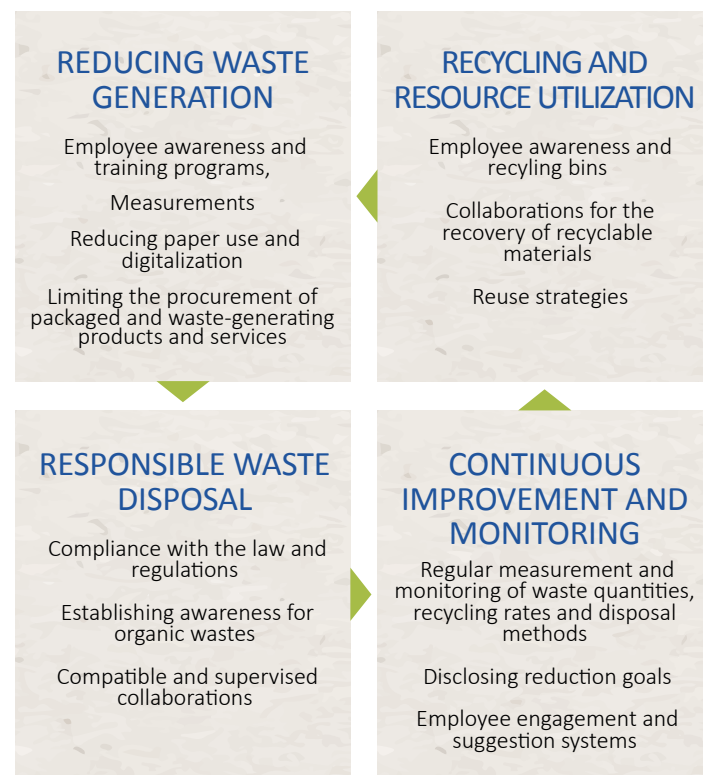 REDUCING WASTE
GENERATION
Employee awareness and
training programs,
Measurements
Reducing paper use and
digitalization
Limiting the procurement of
packaged and waste-generating
products and services
RECYCLING AND
RESOURCE UTILIZATION
Employee awareness and
recyling bins
Collaborations for the
recovery of recyclable
materials
Reuse strategies
RESPONSIBLE WASTE
DISPOSAL
Compliance with the law and
regulations
Establishing awareness for
organic wastes
Compatible and supervised
collaborations
CONTINUOUS
IMPROVEMENT AND
MONITORING
Regular measurement and
monitoring of waste quantities,
recycling rates and disposal
methods
Disclosing reduction goals
Employee engagement and
suggestion systems